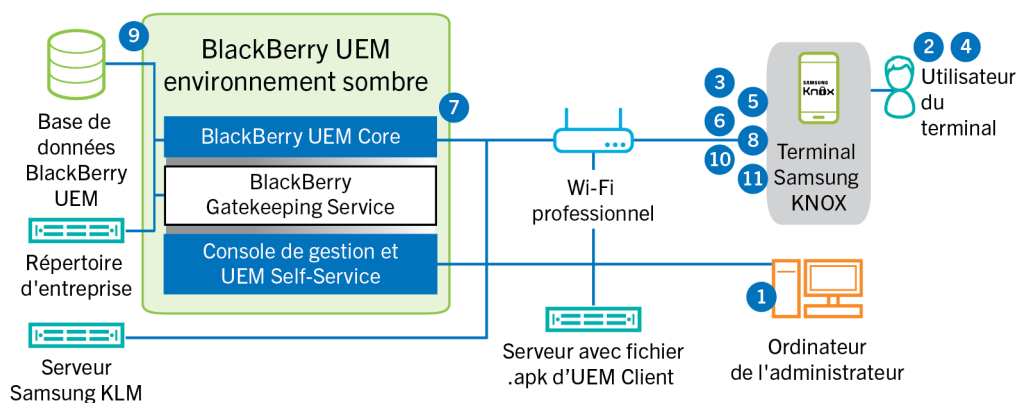 9
BlackBerry UEM
environnement sombre
Base de
données
BlackBerry
UEM
7
BlackBerry UEM Core
BlackBerry
Gatekeeping Service
Console de gestion et
UEM Self-Service
Répertoire
d'entreprise
Serveur
Samsung KLM
Wi-Fi
professionnel
Serveur avec fichier
.apk d’UEM Client
3
5
6
8
10
11
SAMSUNG
Knox
Terminal
Samsung
KNOX
2
4
Utilisateur
du
terminal
1
Ordinateur
de l'administrateur